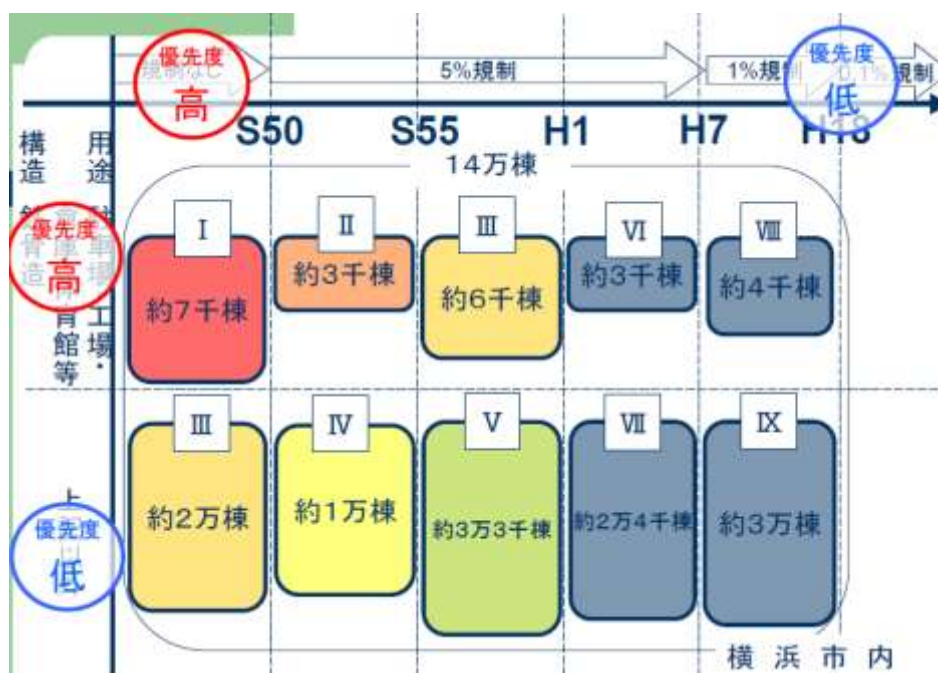 優先度
高
5%規制
1%規制
優先度
低
0.1%規制
S50
S55
H1
H7
H18
14万棟
構造
用途
優先度
高
工場・
育館等
Ⅰ
約7千棟
Ⅱ
約3千棟
Ⅲ
約6千棟
Ⅵ
約3千棟
Ⅷ
約4千棟
優先度
低
Ⅲ
約2万棟
Ⅳ
約1万棟
Ⅴ
約3万3千棟
Ⅶ
約2万4千棟
Ⅸ
約3万棟
横浜市内